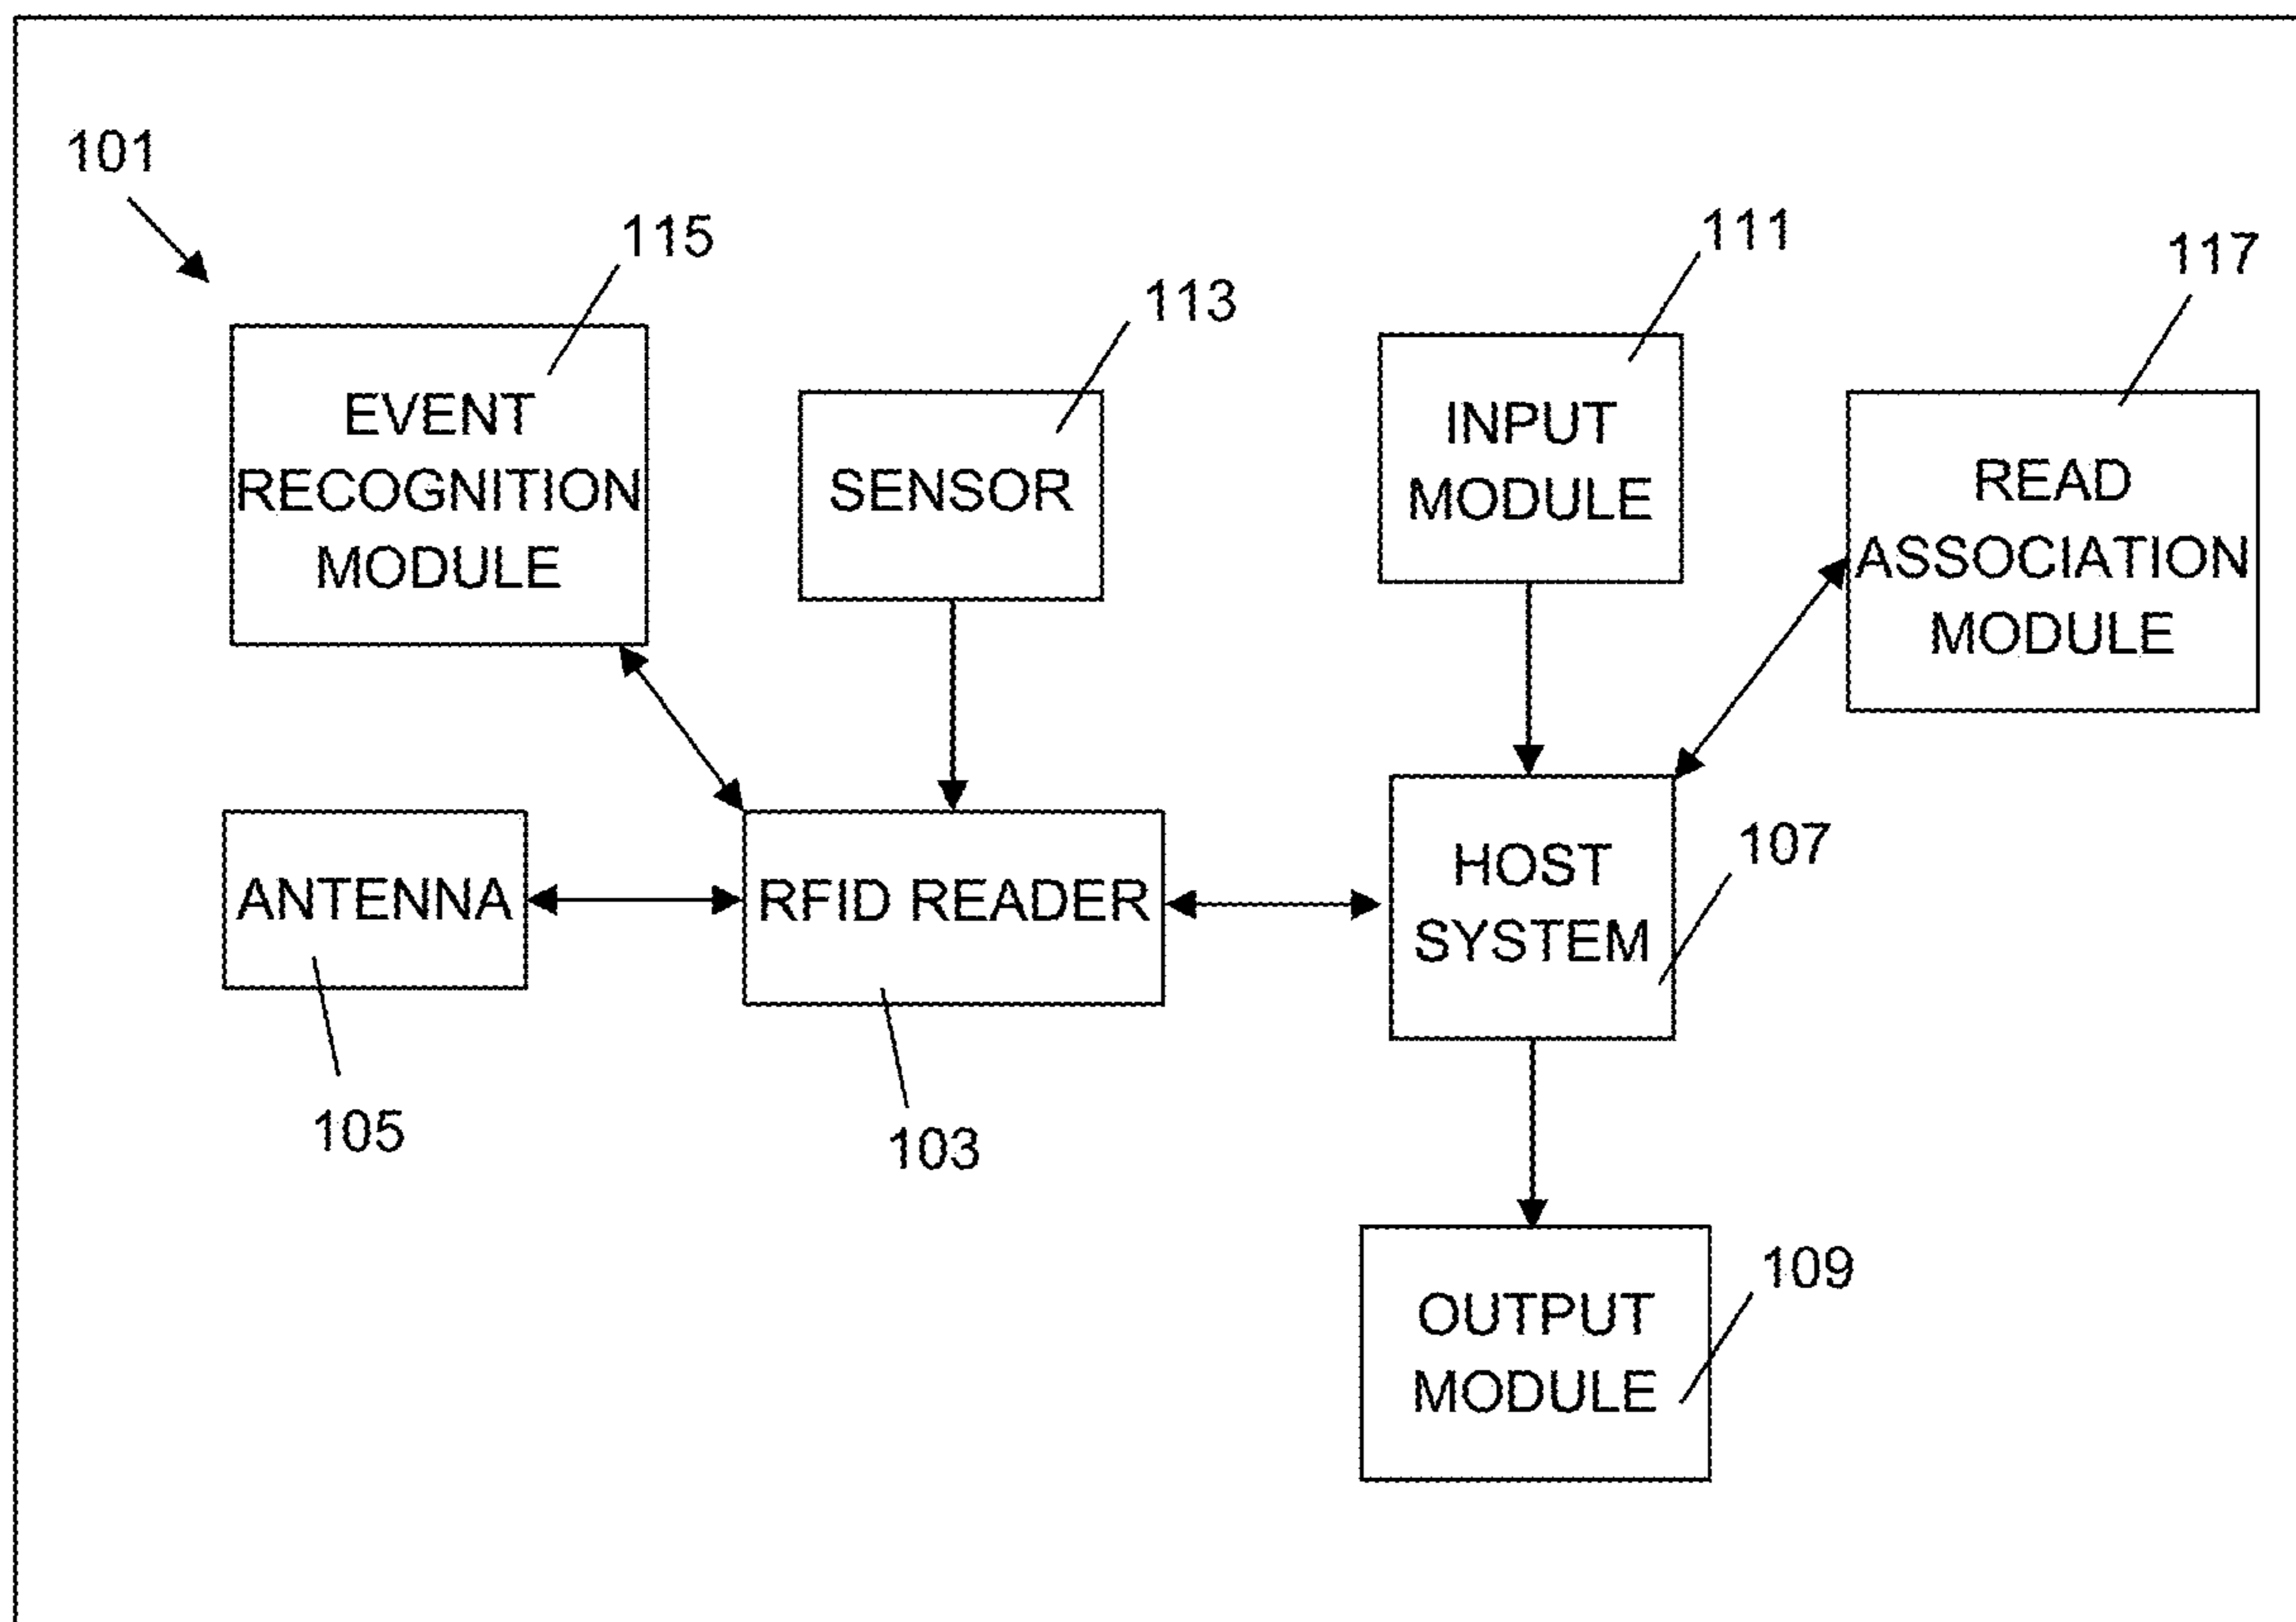 101
115
113
111
117
EVENT
RECOGNITION
MODULE
SENSOR
INPUT
MODULE
READ
ASSOCIATION
MODULE
ANTENNA
RFID READER
HOST
SYSTEM
107
105
103
OUTPUT
MODULE
109